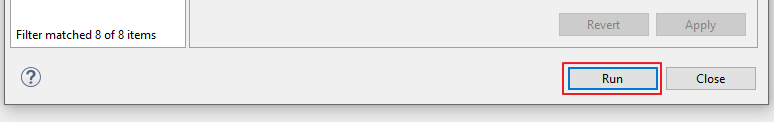 Revert Apply
Filter matched 8 of 8 items
? Run Close